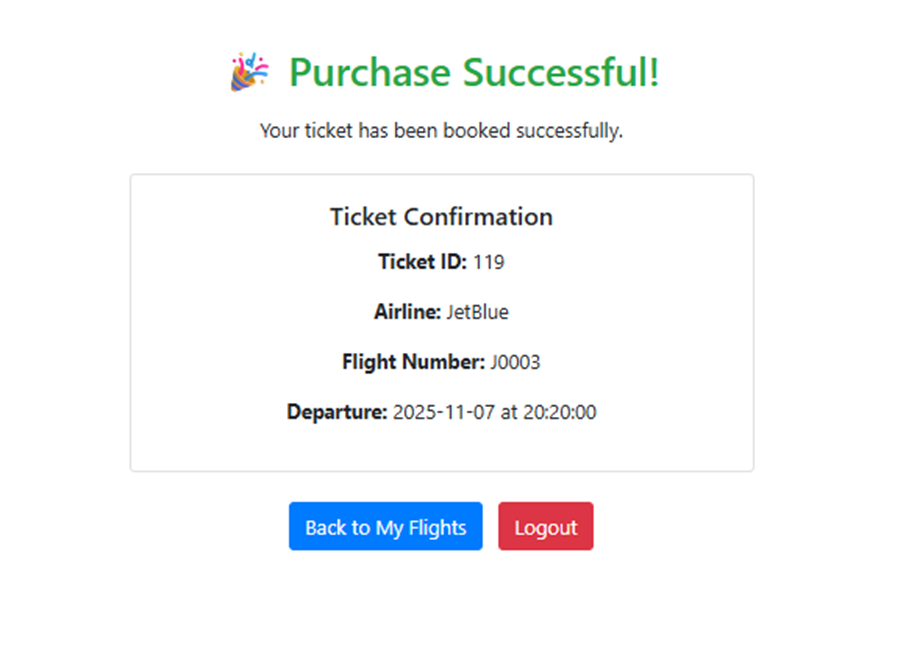 Purchase Successful!
Your ticket has been booked successfully.
Ticket Confirmation
Ticket ID: 119
Airline: JetBlue
Flight Number: J0003
Departure: 2025-11-07 at 20:20:00
Back to My Flights
Logout